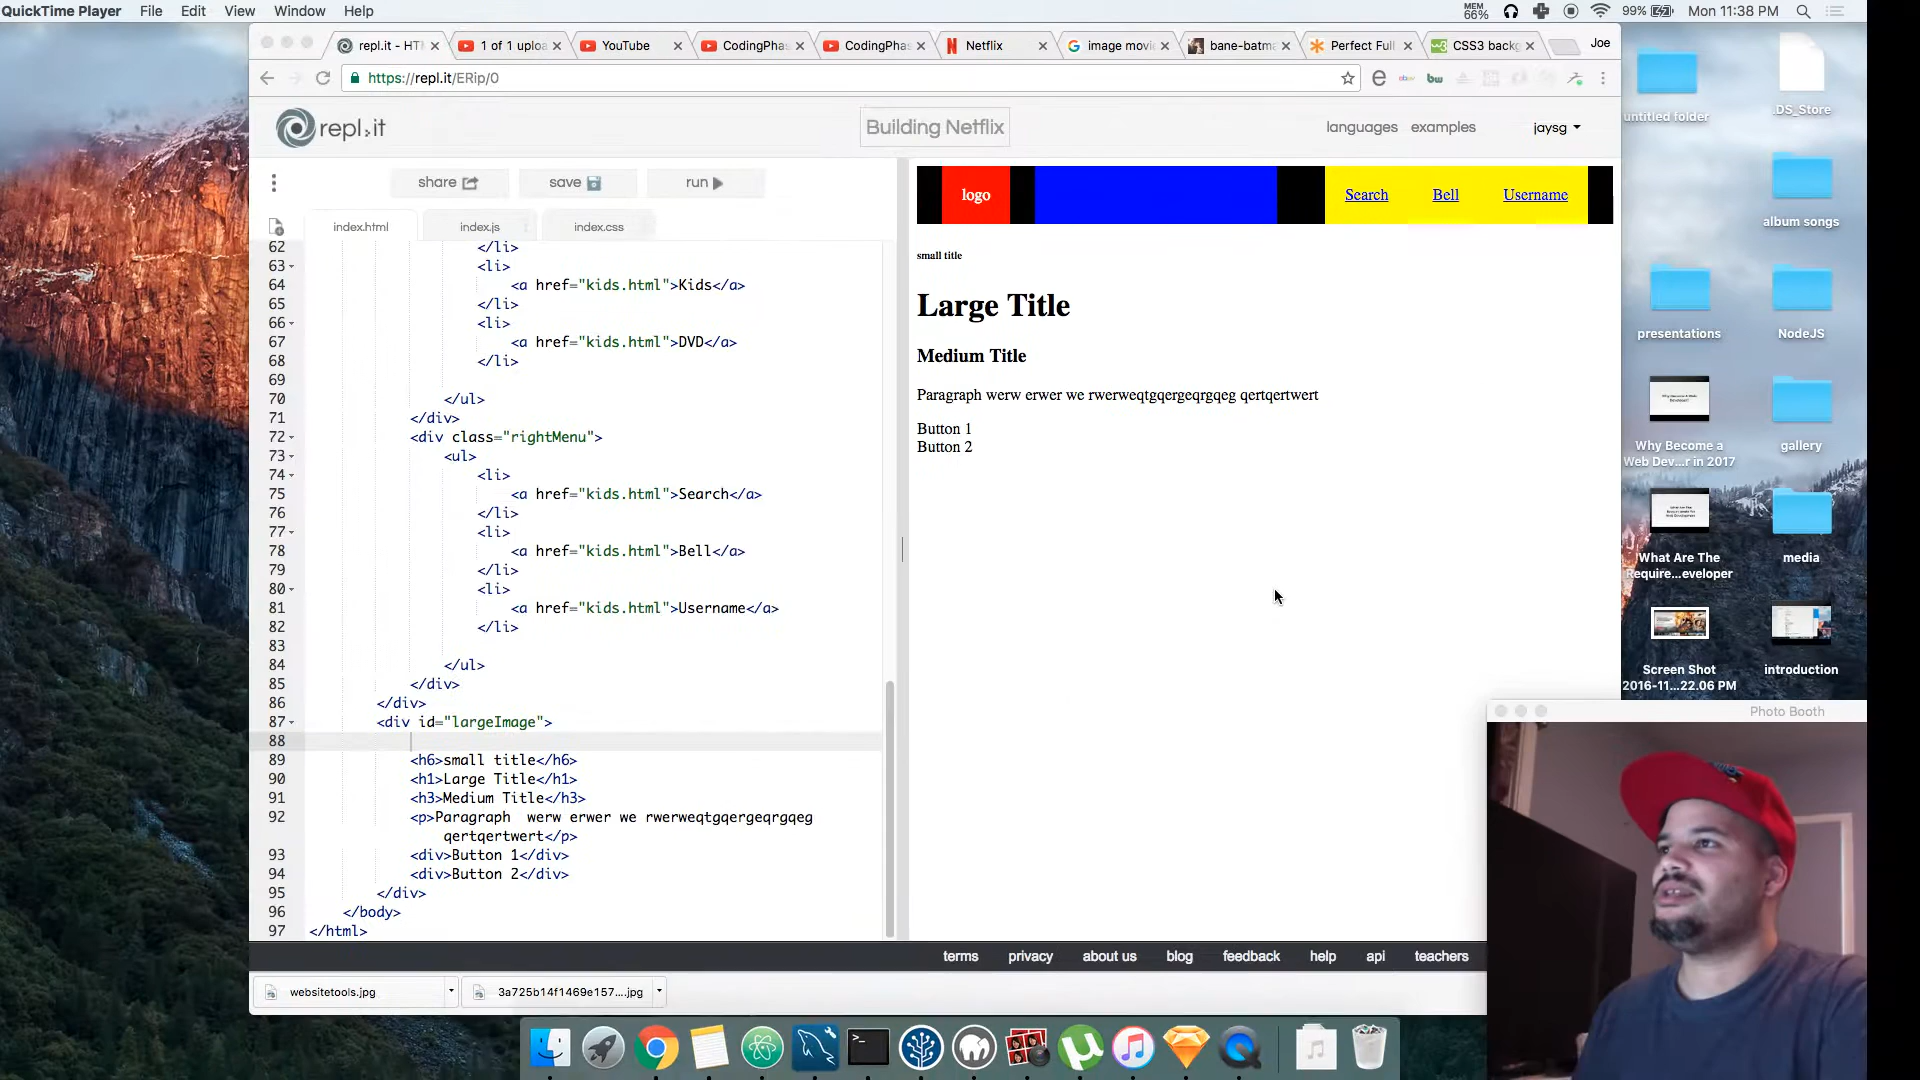 QuickTime Player File Edit View Window Help MEM 66% 99% Mon 11:38 PM
repl.it - HT 1 of 1 uploa YouTube CodingPhas CodingPhas Netflix image movi bane-batma Perfect Full CSS3 backg Joe
https://repl.it/ERip/0
repl.it Building Netflix languages examples jaysg
share save run
index.html index.js index.css
62 </li>
63 <li>
64 <a href="kids.html">Kids</a>
65 </li>
66 <li>
67 <a href="kids.html">DVD</a>
68 </li>
69
70 </ul>
71 </div>
72 <div class="rightMenu">
73 <ul>
74 <li>
75 <a href="kids.html">Search</a>
76 </li>
77 <li>
78 <a href="kids.html">Bell</a>
79 </li>
80 <li>
81 <a href="kids.html">Username</a>
82 </li>
83
84 </ul>
85 </div>
86 </div>
87 <div id="largeImage">
88
89 <h6>small title</h6>
90 <h1>Large Title</h1>
91 <h3>Medium Title</h3>
92 <p>Paragraph werw erwer we rwerweqtgqergeqrgqeg
qertqertwert</p>
93 <div>Button 1</div>
94 <div>Button 2</div>
95 </div>
96 </body>
97 </html>
logo Search Bell Username
small title
Large Title
Medium Title
Paragraph werw erwer we rwerweqtgqergeqrgqeg qertqertwert
Button 1
Button 2
terms privacy about us blog feedback help api teachers
websitetools.jpg 3a725b14f1469e157....jpg
untitled folder .DS_Store
album songs
presentations NodeJS
Why Become a
Web Dev...r in 2017
gallery
What Are The
Require...eveloper
media
Screen Shot
2016-11...22.06 PM
introduction
Photo Booth